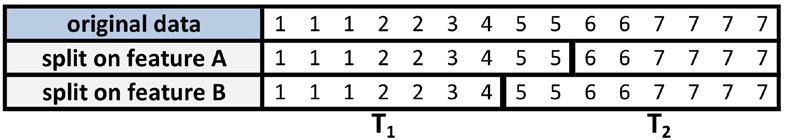 original data 1 1 1 2 2 3 4 5 5 6 6 7 7 7 7
split on feature A 1 1 1 2 2 3 4 5 5 6 6 7 7 7 7
split on feature B 1 1 1 2 2 3 4 5 5 6 6 7 7 7 7
T₁ T₂